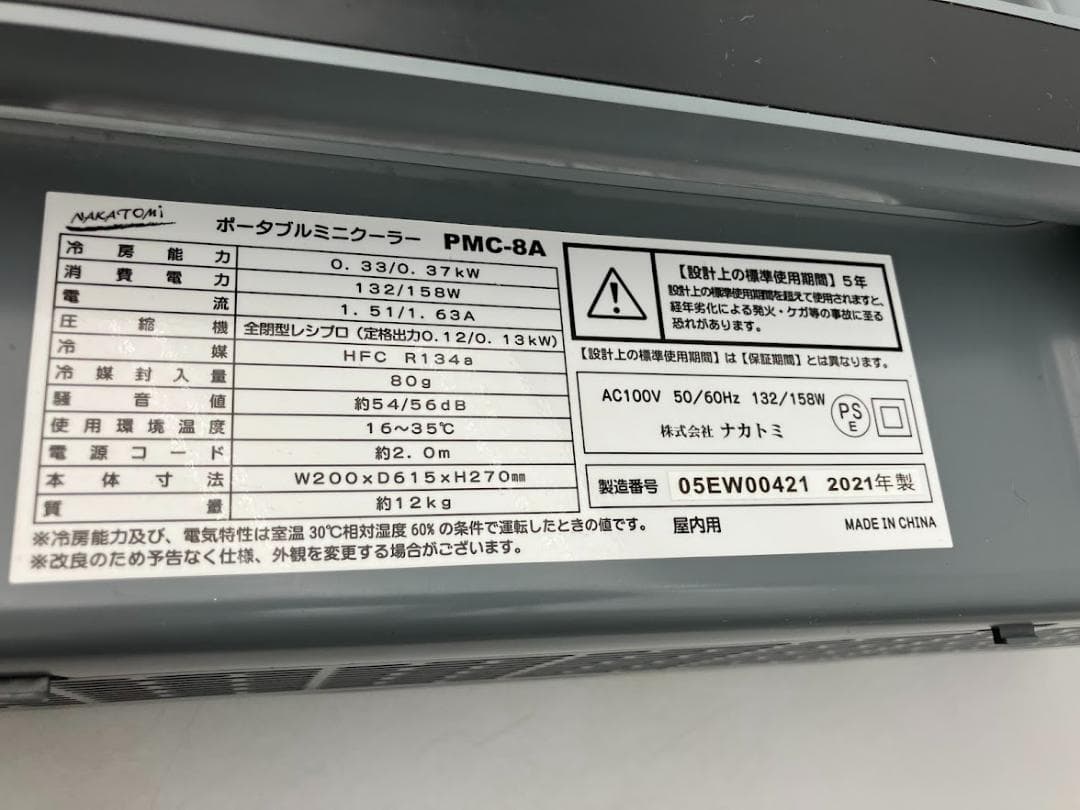 NAKATOMI ポータブルミニクーラー PMC-8A
冷房能力 0.33/0.37kW
消費電力 132/158W
電流 1.51/1.63A
圧縮機 全閉型レシプロ(定格出力0.12/0.13kW)
冷媒 HFC R134a
冷媒封入量 80g
騒音値 約54/56dB
使用環境温度 16~35℃
電源コード 約2.0m
本体寸法 W200×D615×H270mm
質量 約12kg
※冷房能力及び、電気特性は室温30℃相対湿度60%の条件で運転したときの値です。
※改良のため予告なく仕様、外観を変更する場合がございます。
【設計上の標準使用期間】5年
設計上の標準使用期間を超えて使用されますと、
経年劣化による発火・ケガ等の事故に至る
恐れがあります。
【設計上の標準使用期間】は【保証期間】とは異なります。
AC100V 50/60Hz 132/158W
株式会社 ナカトミ
PS
E
製造番号 05EW00421 2021年製
屋内用 MADE IN CHINA